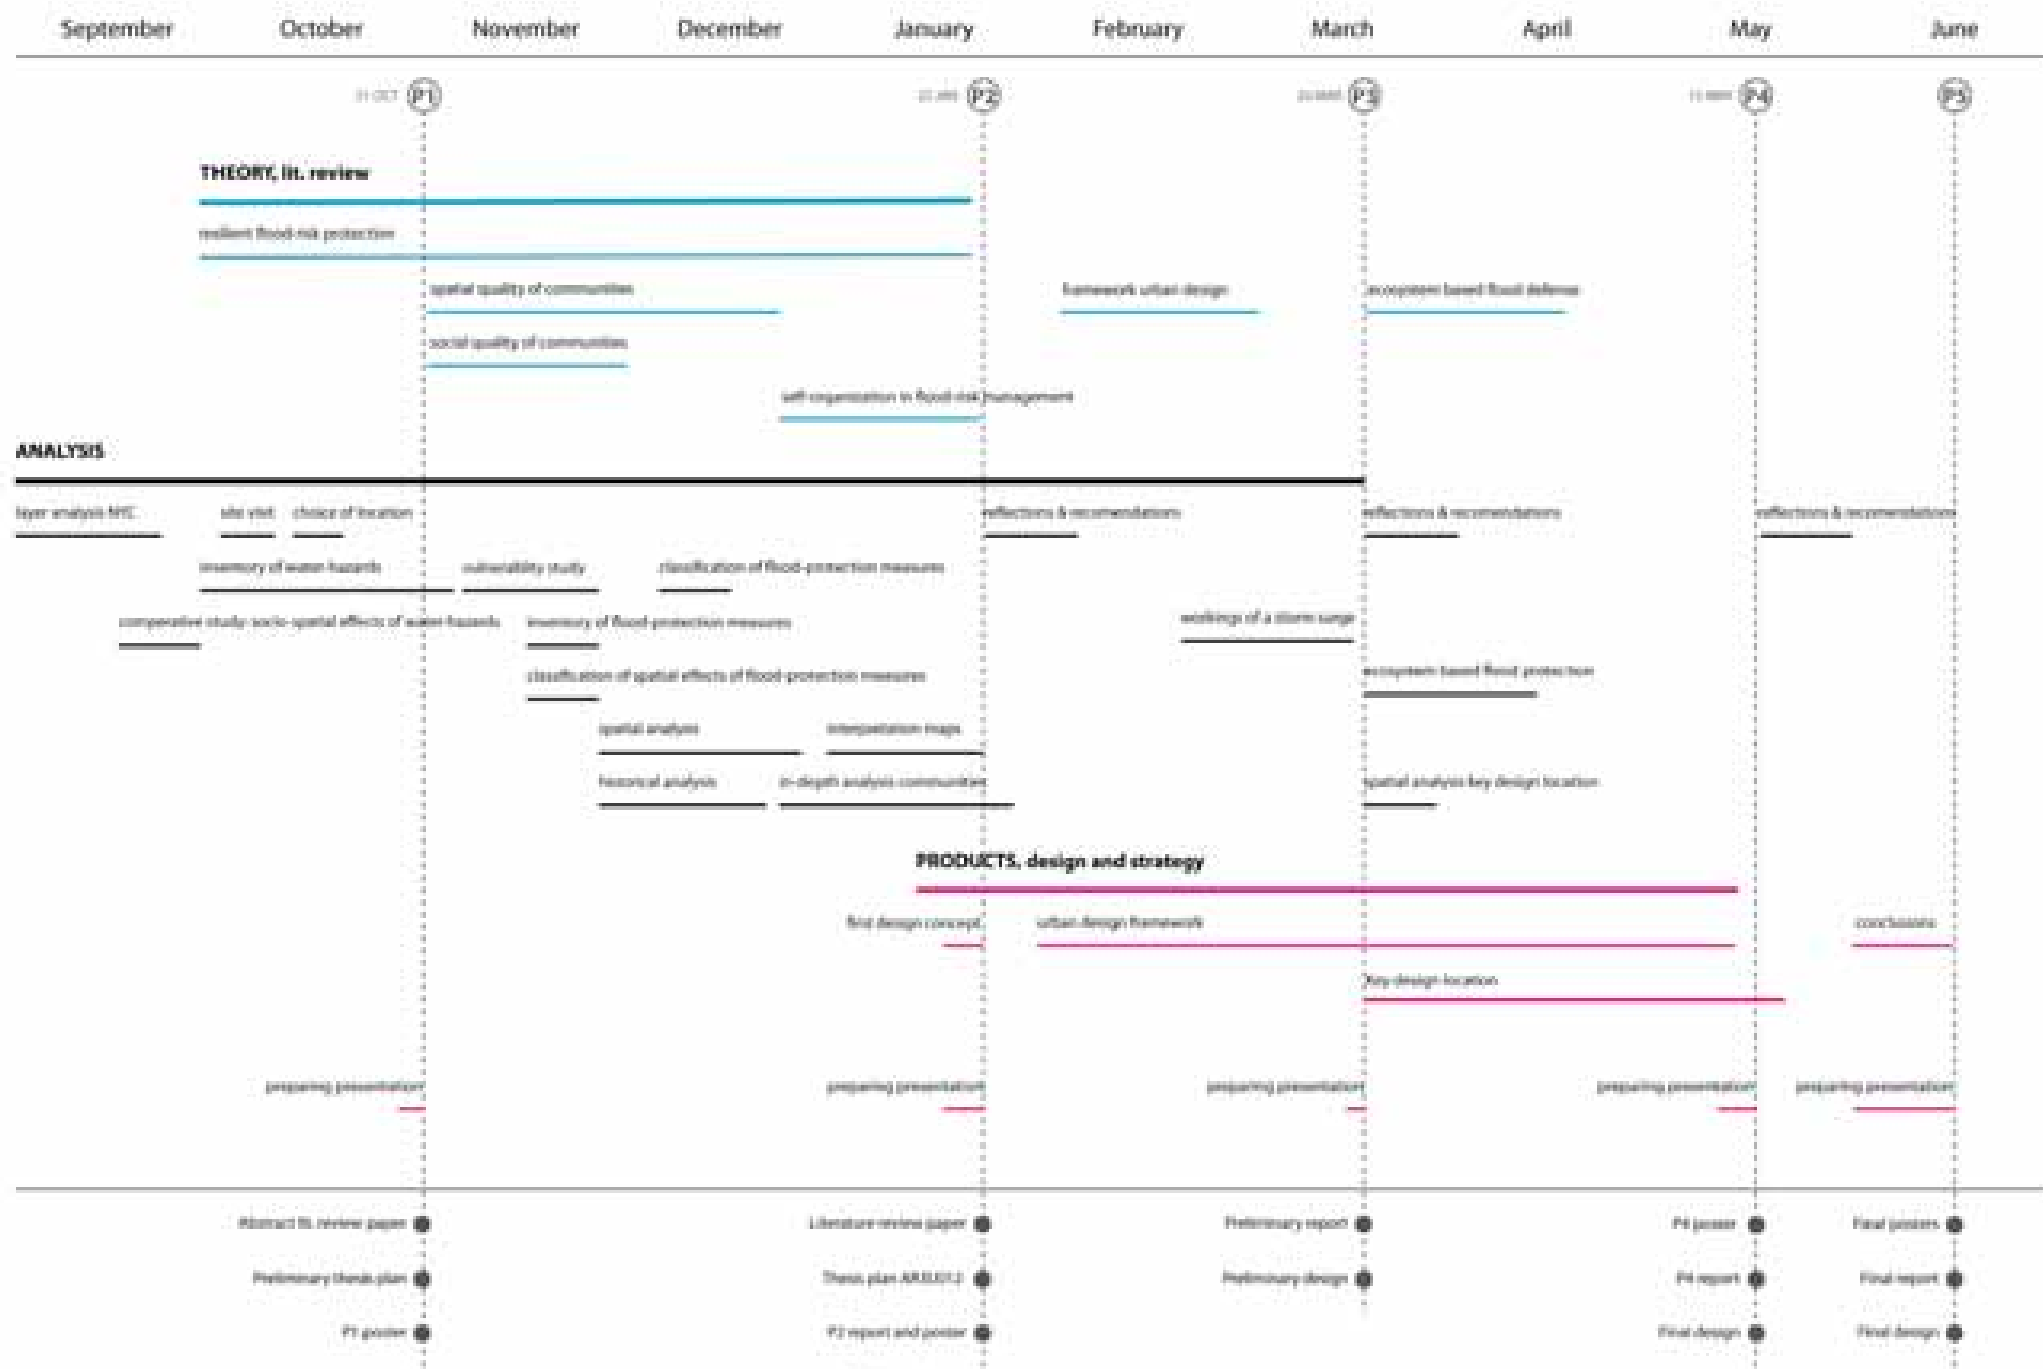 September October November December January February March April May June
31 OCT P1 P2 P3 P4 P5
THEORY, lit. review
resilient flood-risk protection
spatial quality of communities framework urban design ecosystem based flood defense
social quality of communities
self-organization in flood-risk management
ANALYSIS
layer analysis NYC site visit choice of location reflections & recomendations reflections & recomendations reflections & recomendations
inventory of water hazards vulnerability study classification of flood-protection measures
comperative study: socio-spatial effects of water-hazards inventory of flood-protection measures workings of a storm surge
classification of spatial effects of flood-protection measures ecosystem based flood protection
spatial analysis interpretation maps
historical analysis in-depth analysis communities spatial analysis key design location
PRODUCTS, design and strategy
first design concept urban design framework conclusions
Key design location
preparing presentation preparing presentation preparing presentation preparing presentation preparing presentation
Abstract lit. review paper Literature review paper Preliminary report P4 poster Final posters
Preliminary thesis plan Thesis plan Preliminary design P4 report Final report
P1 poster P2 report and poster Final design Final design